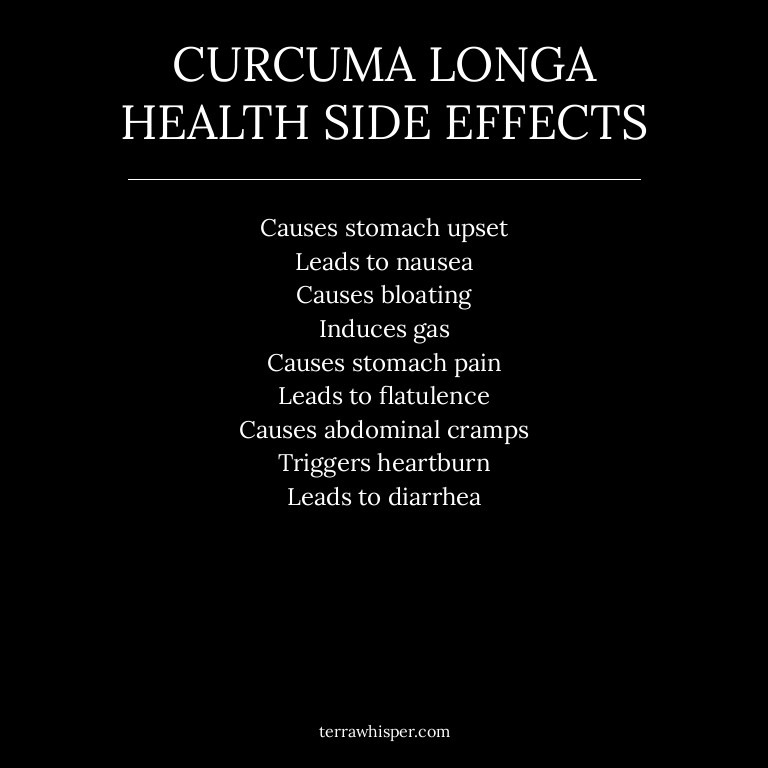 CURCUMA LONGA
HEALTH SIDE EFFECTS
Causes stomach upset
Leads to nausea
Causes bloating
Induces gas
Causes stomach pain
Leads to flatulence
Causes abdominal cramps
Triggers heartburn
Leads to diarrhea
terrawhisper.com